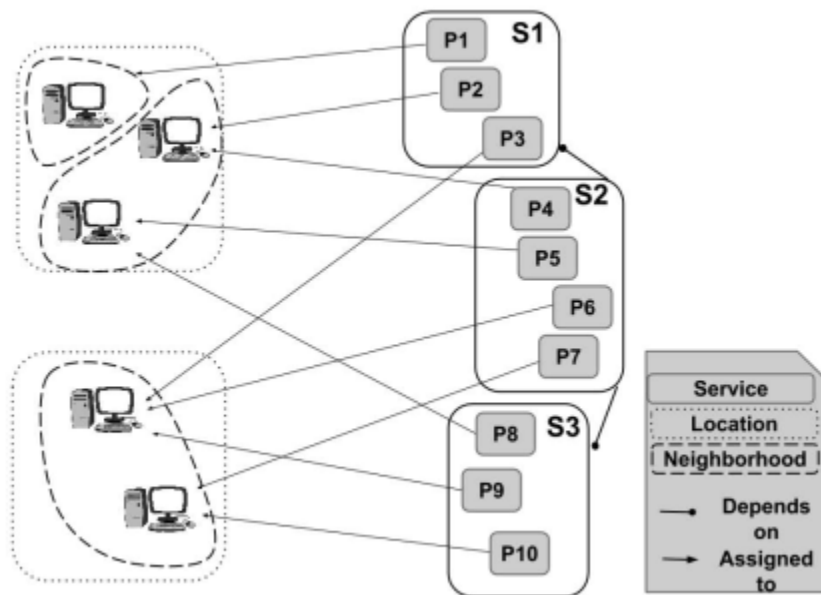 P1
S1
P2
P3
S2
P4
P5
P6
P7
P8
S3
P9
P10
Service
Location
Neighborhood
Depends
on
Assigned
to